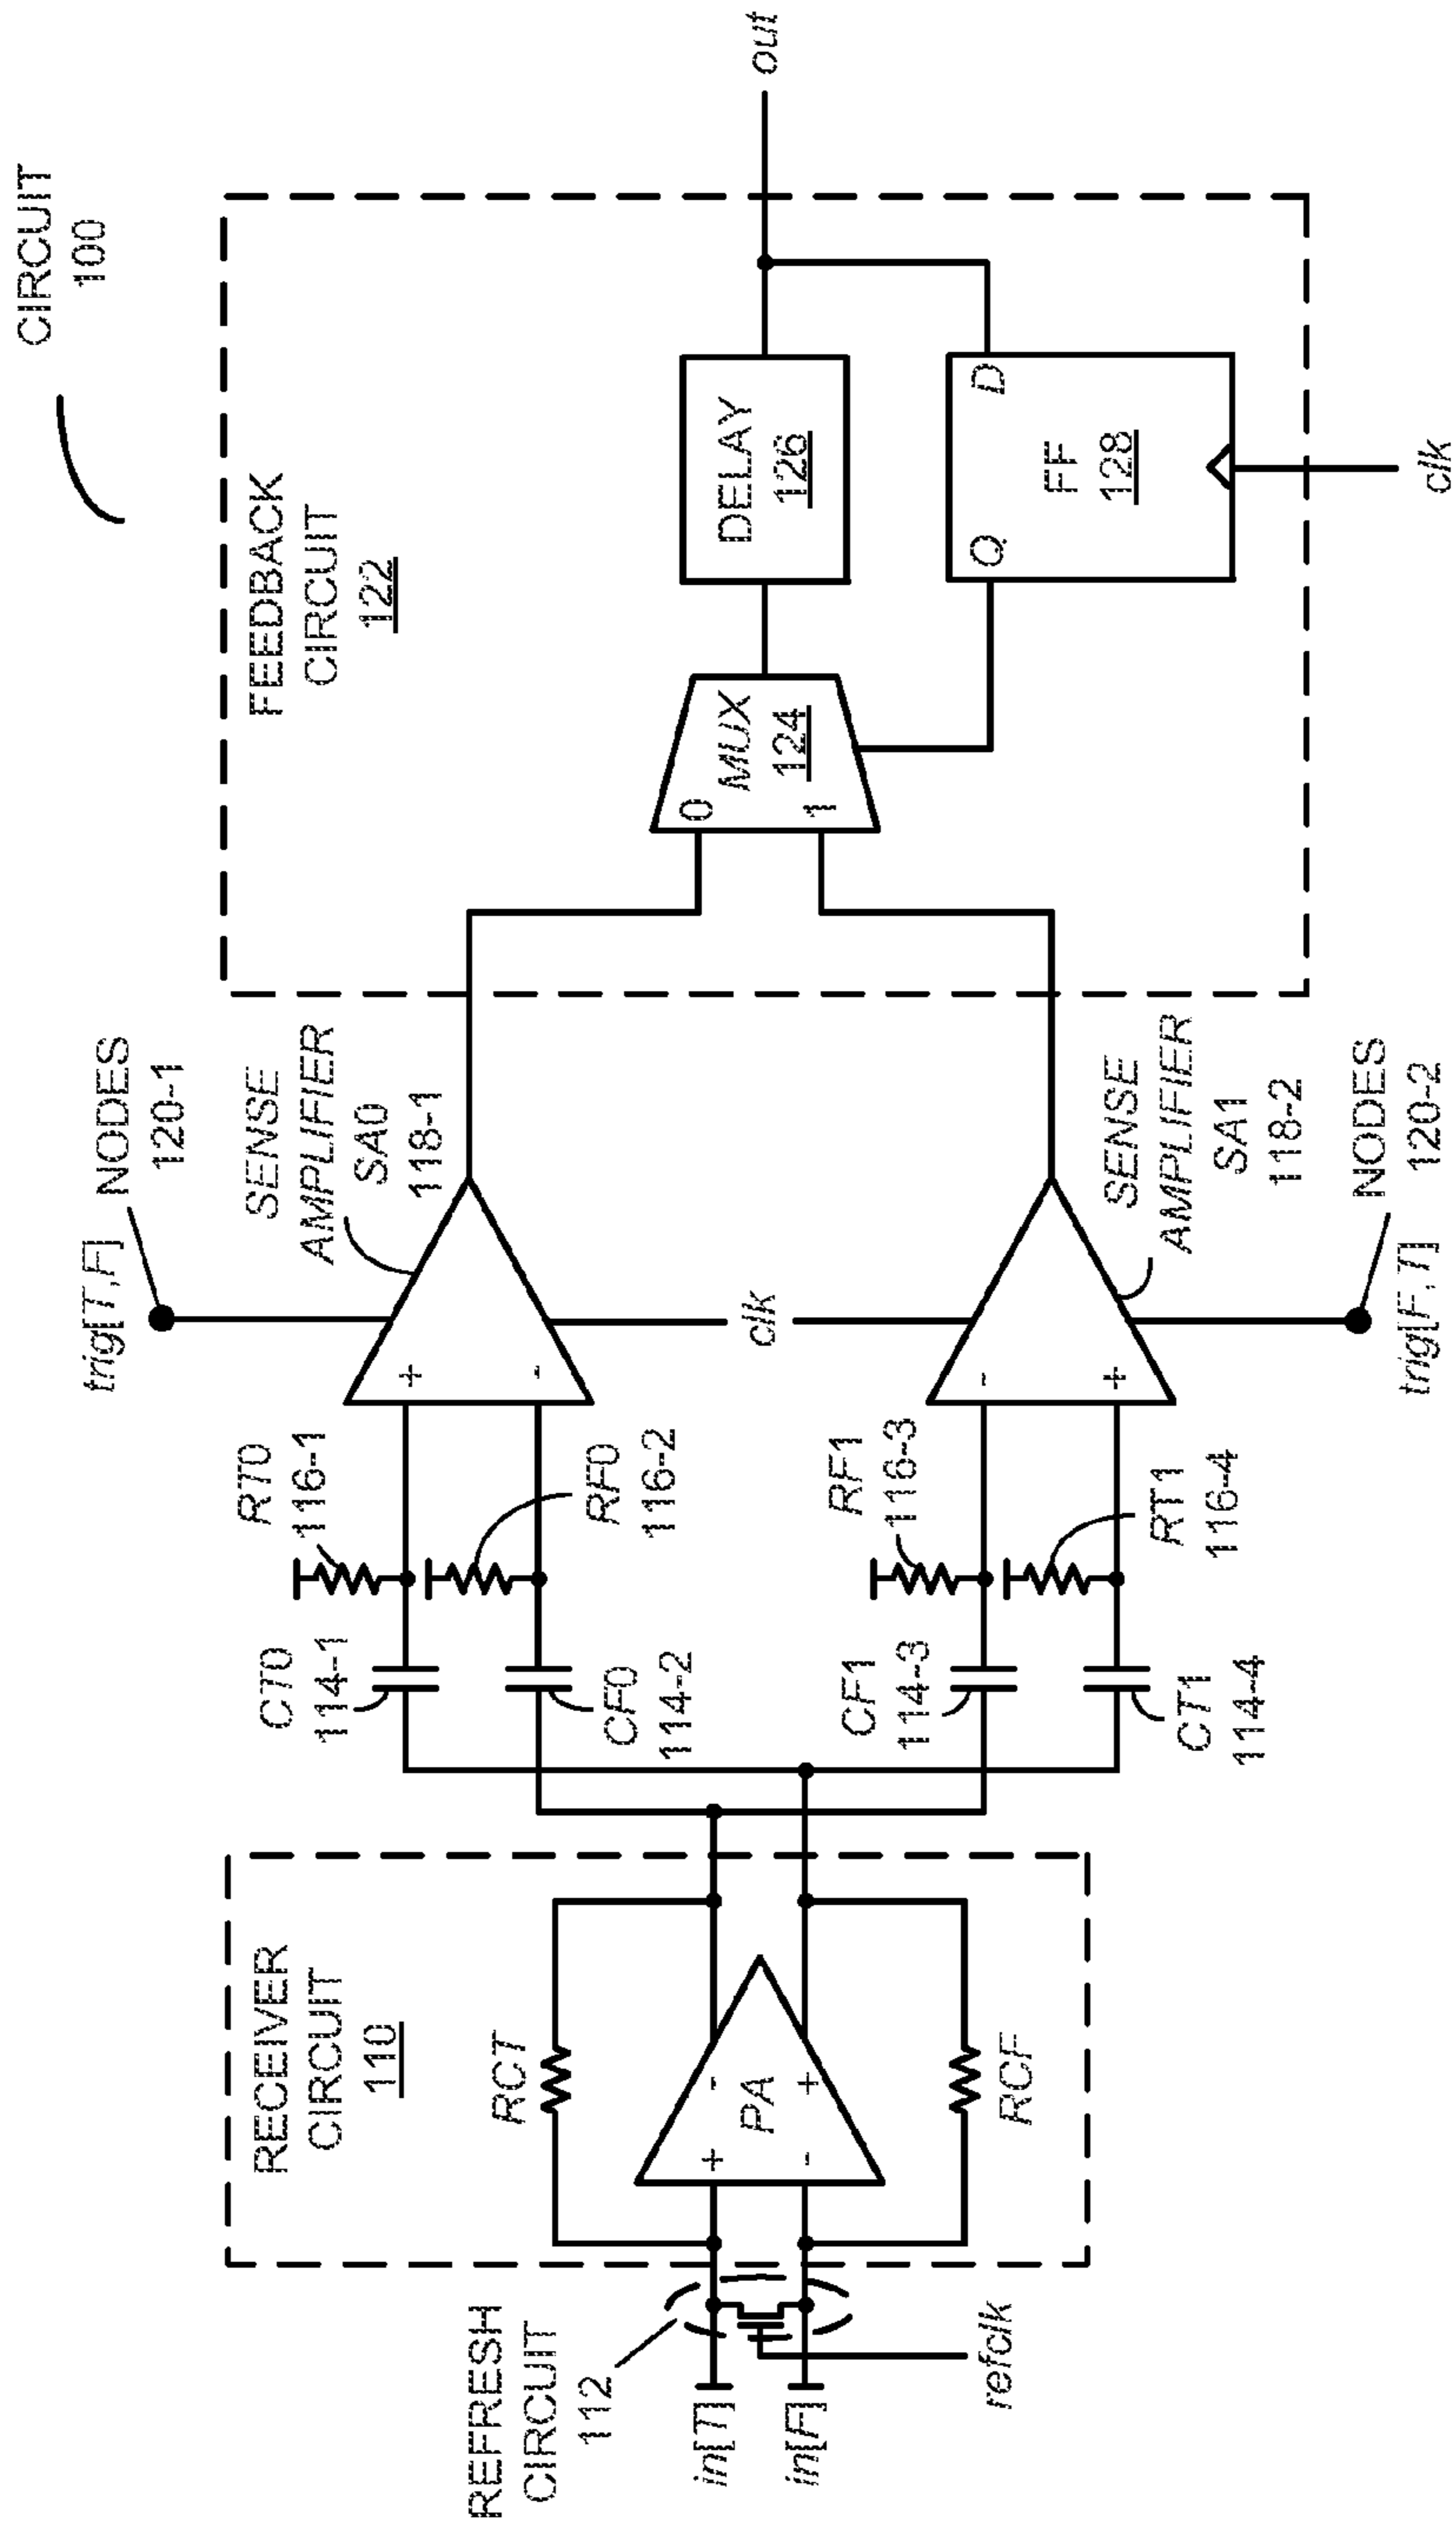 CIRCUIT
100
FEEDBACK
CIRCUIT
122
out
DELAY
126
MUX
124
0
1
FF
128
Q
D
clk
NODES
120-1
trig[T,F]
SENSE
AMPLIFIER
SA0
118-1
+
-
clk
-
+
SENSE
AMPLIFIER
SA1
118-2
NODES
120-2
trig[F,T]
RT0
116-1
RF0
116-2
RF1
116-3
RT1
116-4
CT0
114-1
CF0
114-2
CF1
114-3
CT1
114-4
RECEIVER
CIRCUIT
110
RCT
+
-
PA
-
+
RCF
REFRESH
CIRCUIT
112
in[T]
in[F]
refclk